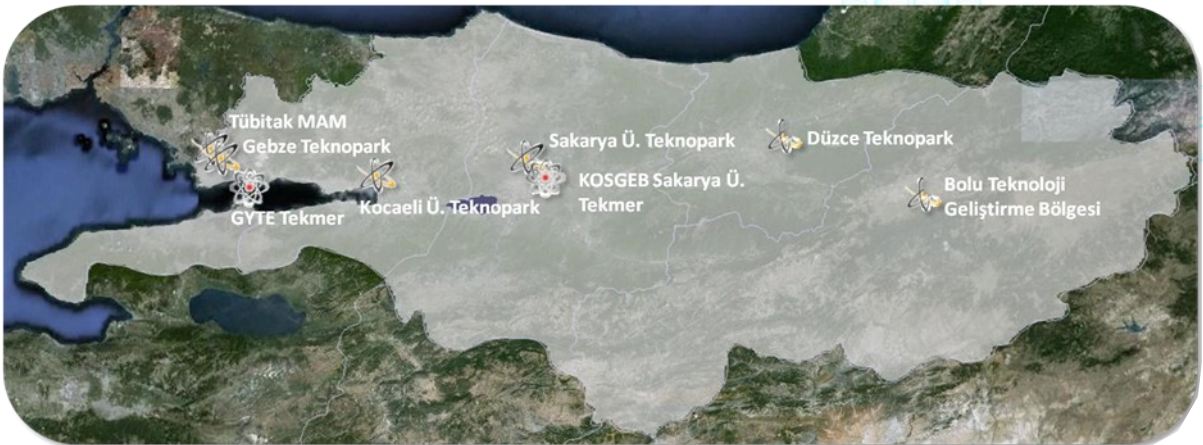 Tübitak MAM
Gebze Teknopark
GYTE Tekmer
Kocaeli Ü. Teknopark
Sakarya Ü. Teknopark
KOSGEB Sakarya Ü.
Tekmer
Düzce Teknopark
Bolu Teknoloji
Geliştirme Bölgesi